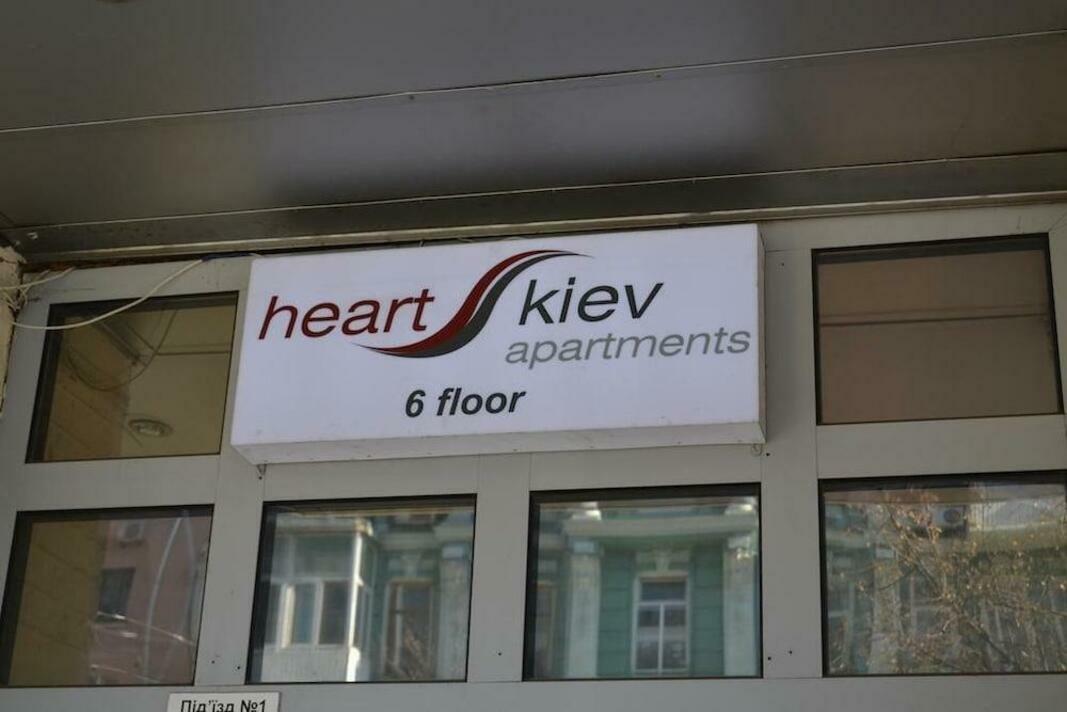 heart kiev
apartments
6 floor
Під'їзд №1